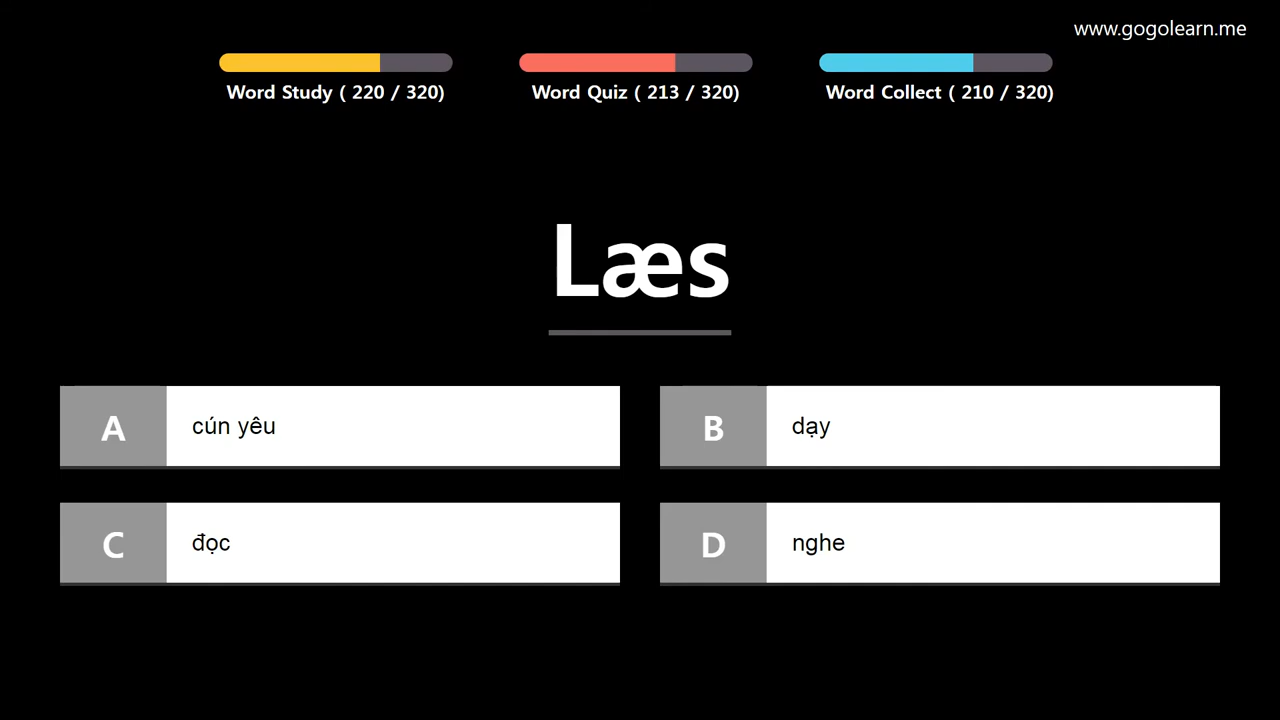 www.gogolearn.me
Word Study ( 220 / 320)
Word Quiz ( 213 / 320)
Word Collect ( 210 / 320)
Læs
A
cún yêu
B
dạy
C
đọc
D
nghe